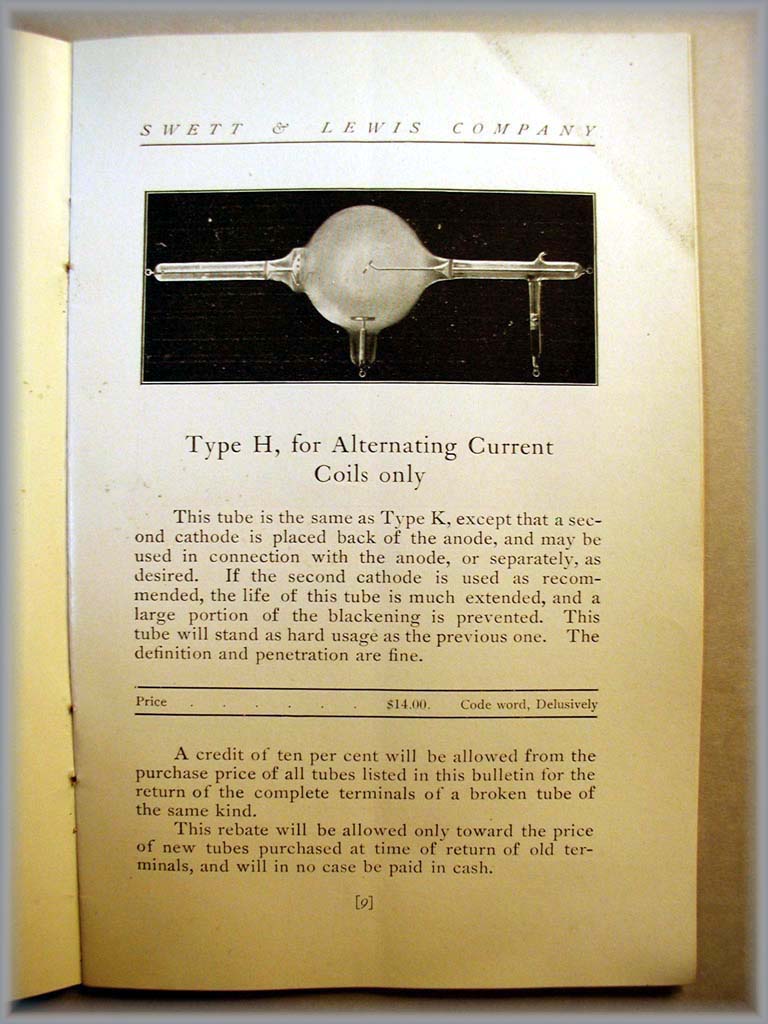 SWETT & LEWIS COMPANY
Type H, for Alternating Current
Coils only
This tube is the same as Type K, except that a sec-
ond cathode is placed back of the anode, and may be
used in connection with the anode, or separately, as
desired. If the second cathode is used as recom-
mended, the life of this tube is much extended, and a
large portion of the blackening is prevented. This
tube will stand as hard usage as the previous one. The
definition and penetration are fine.
Price . . . . . . $14.00. Code word, Delusively
A credit of ten per cent will be allowed from the
purchase price of all tubes listed in this bulletin for the
return of the complete terminals of a broken tube of
the same kind.
This rebate will be allowed only toward the price
of new tubes purchased at time of return of old ter-
minals, and will in no case be paid in cash.
[9]